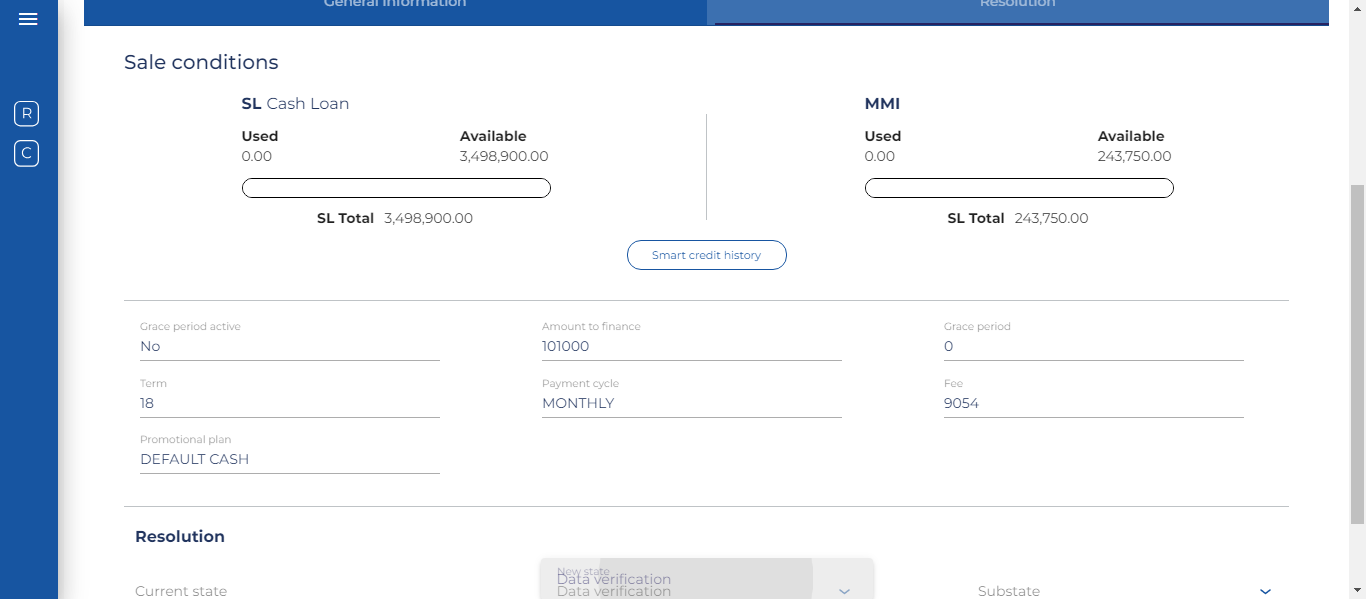 General Information
Resolution
R
C
Sale conditions
SL Cash Loan
Used
Available
0.00
3,498,900.00
SL Total 3,498,900.00
MMI
Used
Available
0.00
243,750.00
SL Total 243,750.00
Smart credit history
Grace period active
No
Amount to finance
101000
Grace period
0
Term
18
Payment cycle
MONTHLY
Fee
9054
Promotional plan
DEFAULT CASH
Resolution
Current state
New state
Data verification
Data verification
Substate